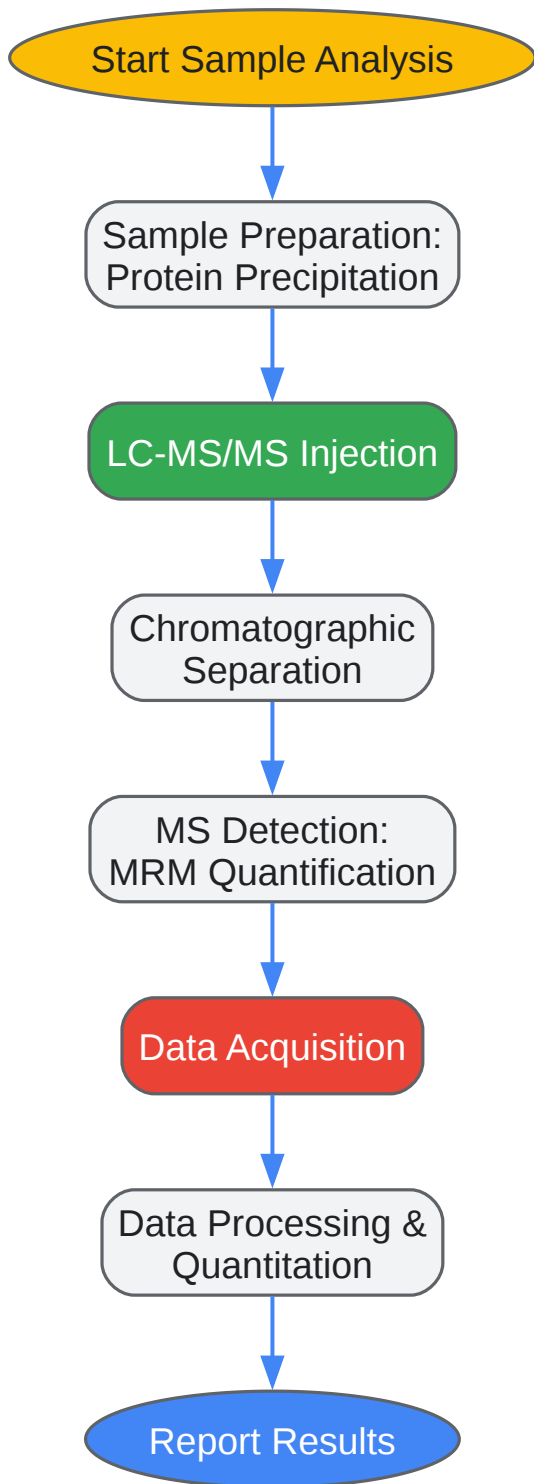 Start Sample Analysis
Sample Preparation:
Protein Precipitation
LC-MS/MS Injection
Chromatographic
Separation
MS Detection:
MRM Quantification
Data Acquisition
Data Processing &
Quantitation
Report Results